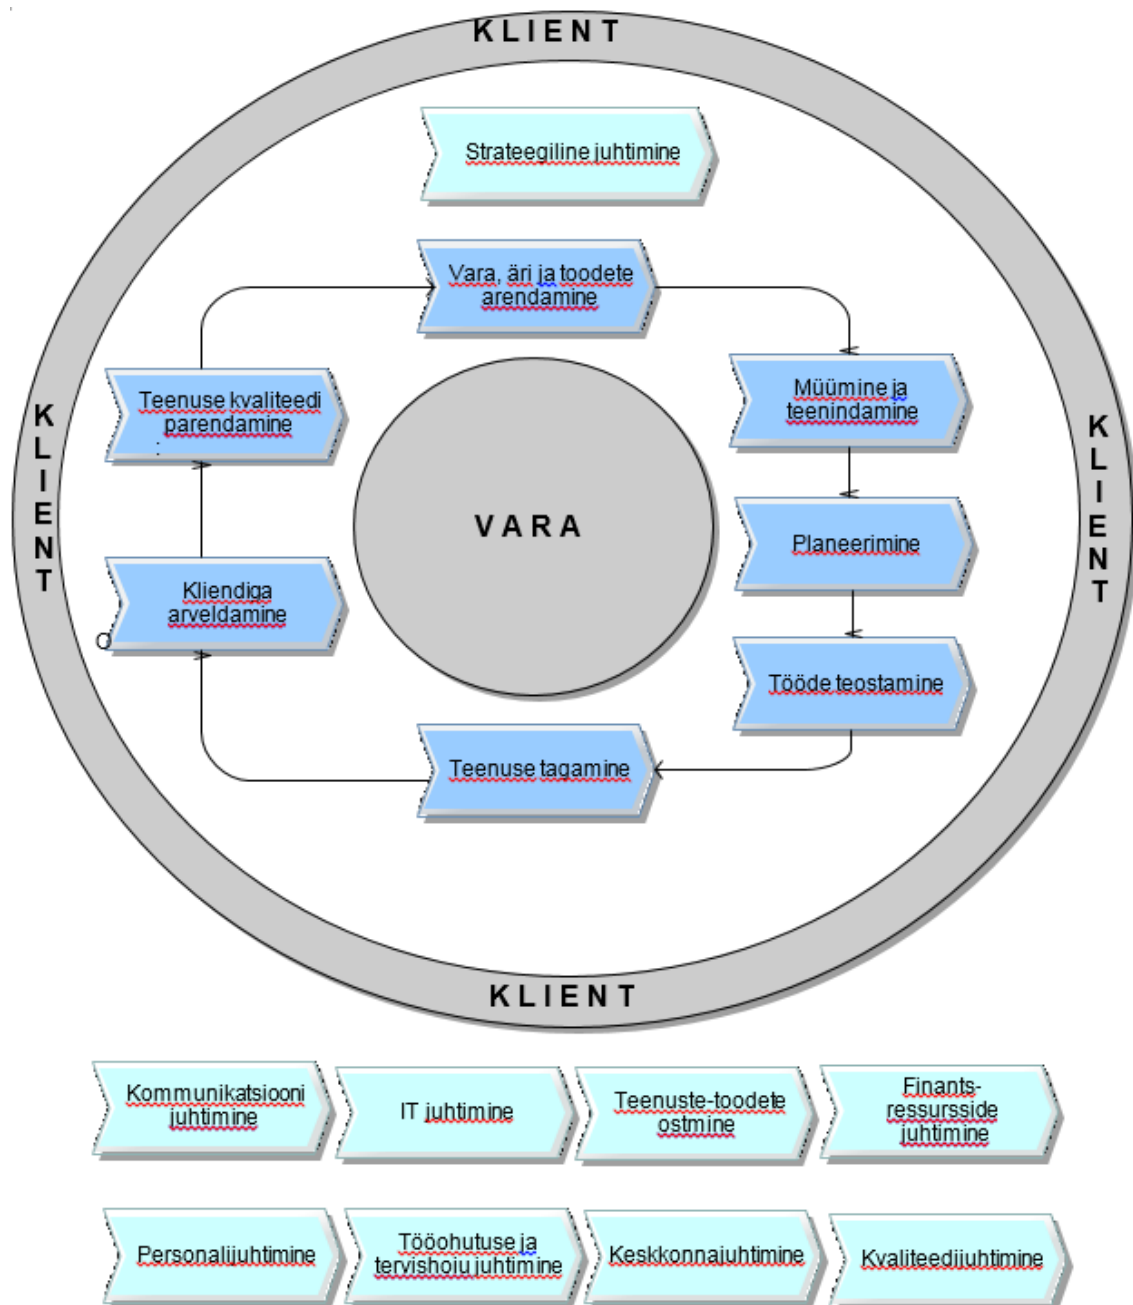 KLIENT
Strateegiline juhtimine
Vara, äri ja toodete
arendamine
Teenuse kvaliteedi
parendamine
:
Müümine ja
teenindamine
KLIENT
VARA
KLIENT
Planeerimine
Kliendiga
arveldamine
O
Tööde teostamine
Teenuse tagamine
KLIENT
Kommunikatsiooni
juhtimine
IT juhtimine
Teenuste-toodete
ostmine
Finants-
ressursside
juhtimine
Personalijuhtimine
Tööohutuse ja
tervishoiu juhtimine
Keskkonnajuhtimine
Kvaliteedijuhtimine